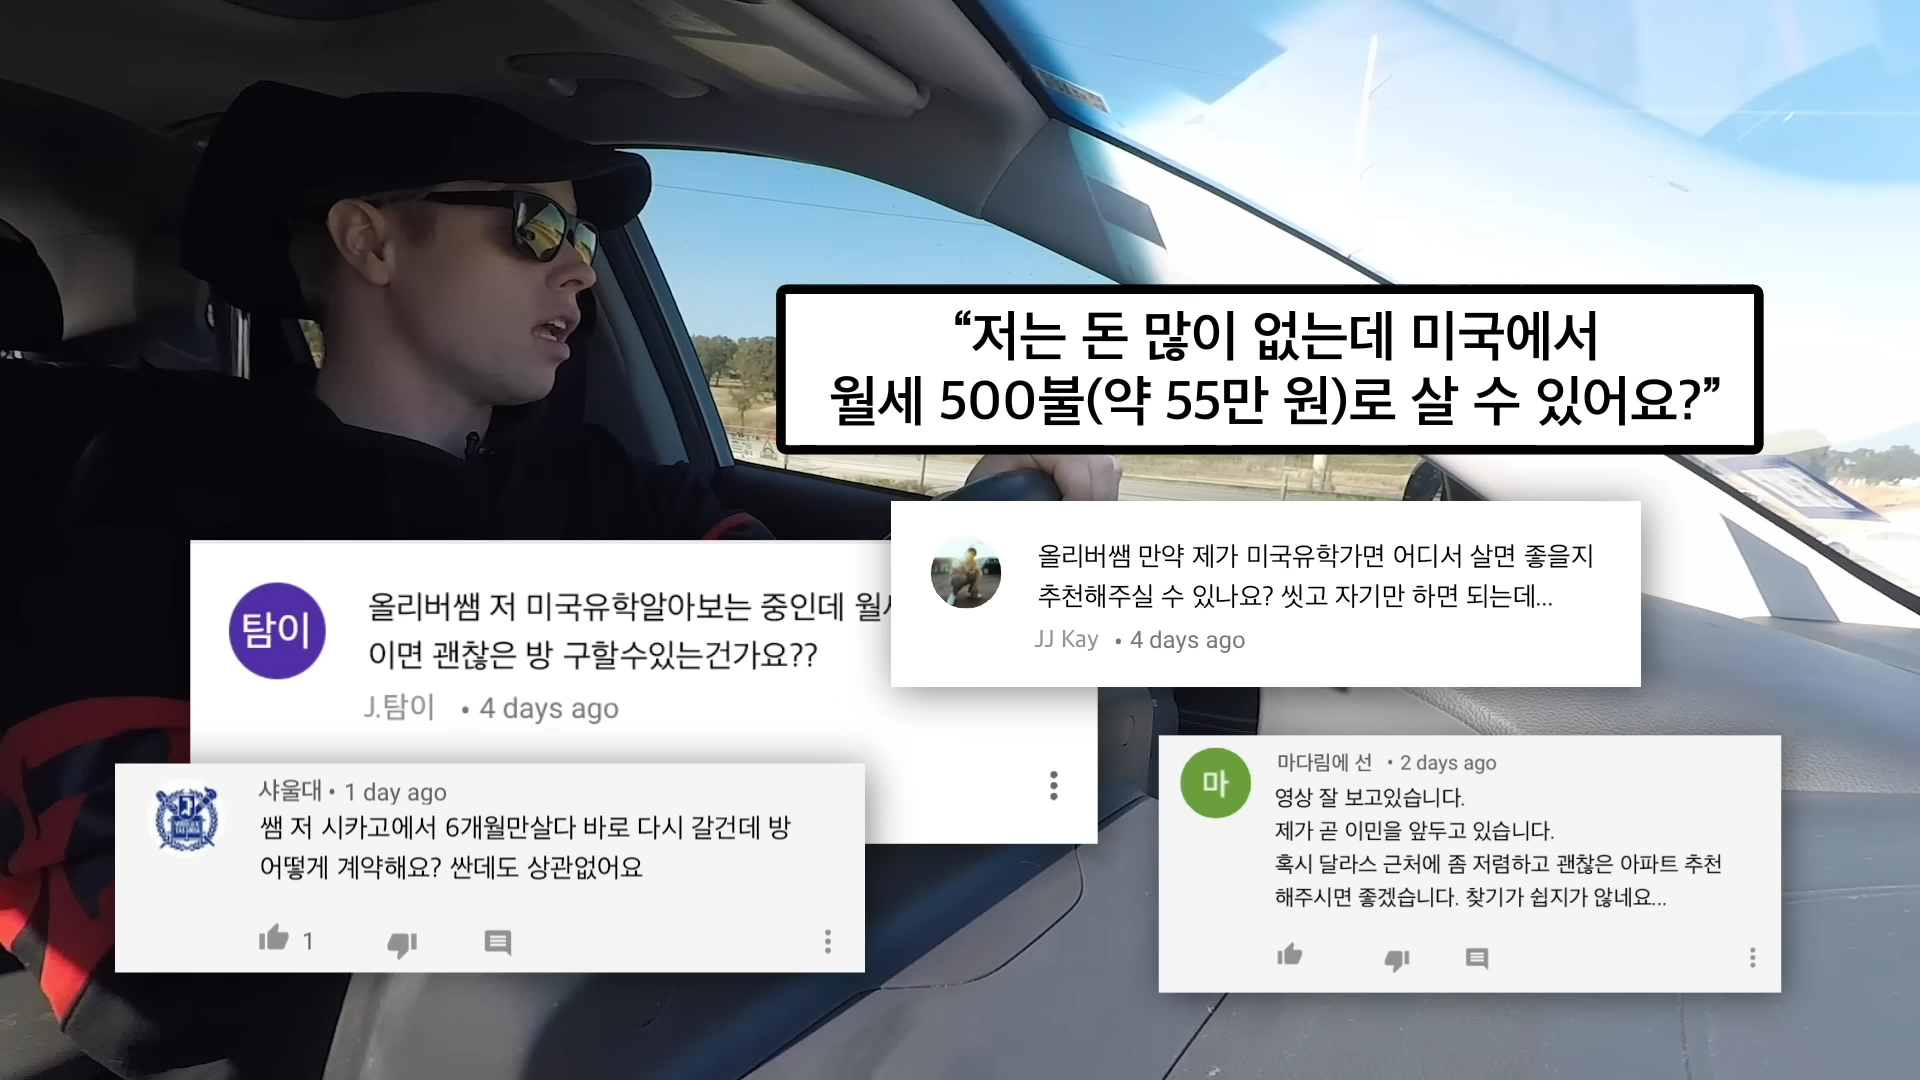 “저는 돈 많이 없는데 미국에서
월세 500불(약 55만 원)로 살 수 있어요?”
올리버쌤 만약 제가 미국유학가면 어디서 살면 좋을지
추천해주실 수 있나요? 씻고 자기만 하면 되는데...
JJ Kay • 4 days ago
탐이
올리버쌤 저 미국유학알아보는 중인데
이면 괜찮은 방 구할수있는건가요??
J.탐이 • 4 days ago
샤울대 • 1 day ago
쌤 저 시카고에서 6개월만살다 바로 다시 갈건데 방
어떻게 계약해요? 싼데도 상관없어요
1
마
마다림에 선 • 2 days ago
영상 잘 보고있습니다.
제가 곧 이민을 앞두고 있습니다.
혹시 달라스 근처에 좀 저렴하고 괜찮은 아파트 추천
해주시면 좋겠습니다. 찾기가 쉽지가 않네요...